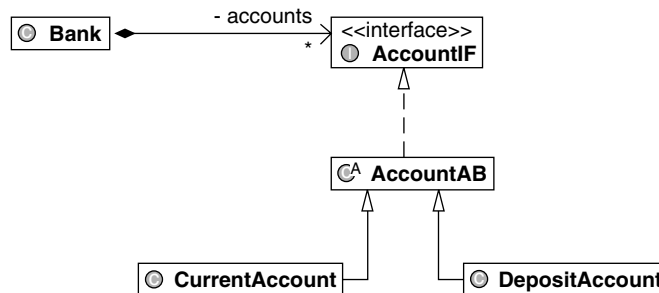 C Bank
- accounts
*
<<interface>>
I AccountIF
C A AccountAB
C CurrentAccount
C DepositAccount